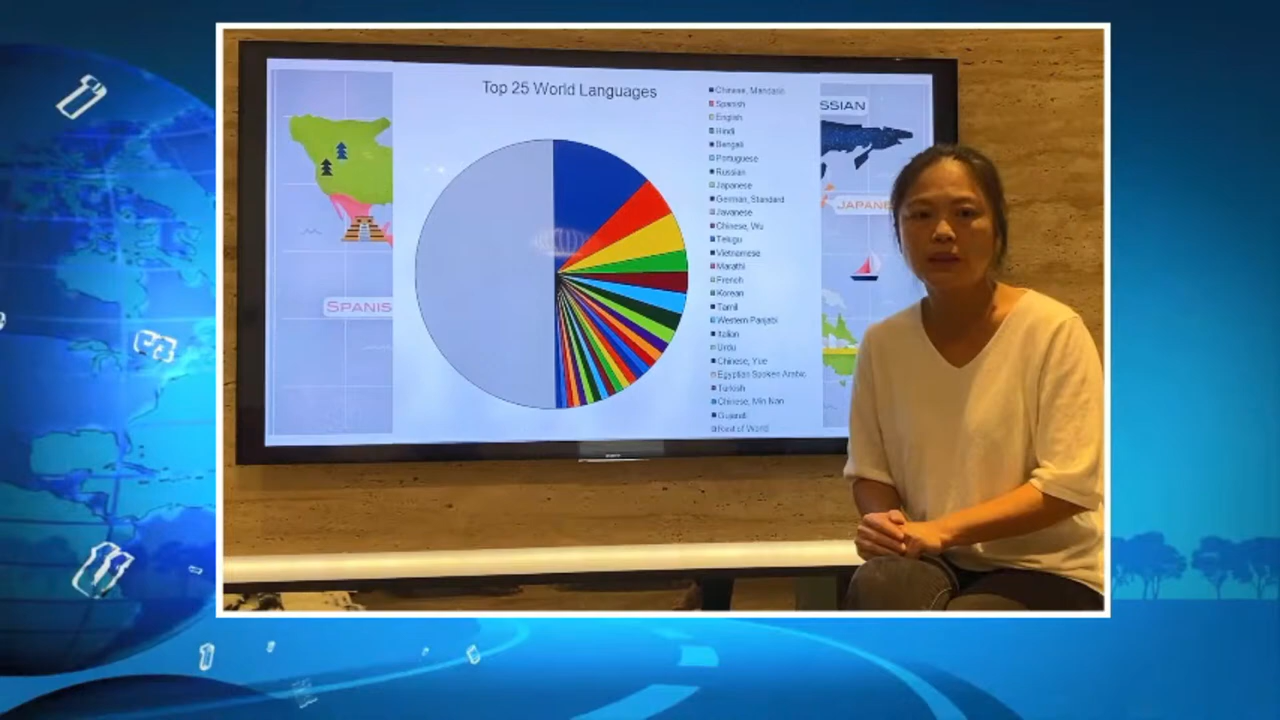 Top 25 World Languages
Chinese, Mandarin
Spanish
English
Hindi
Bengali
Portuguese
Russian
Japanese
German, Standard
Javanese
Chinese, Wu
Telugu
Vietnamese
Marathi
French
Korean
Tamil
Western Panjabi
Italian
Urdu
Chinese, Yue
Egyptian Spoken Arabic
Turkish
Chinese, Min Nan
Gujarati
Rest of World
SPANIS
SSIAN
JAPANE